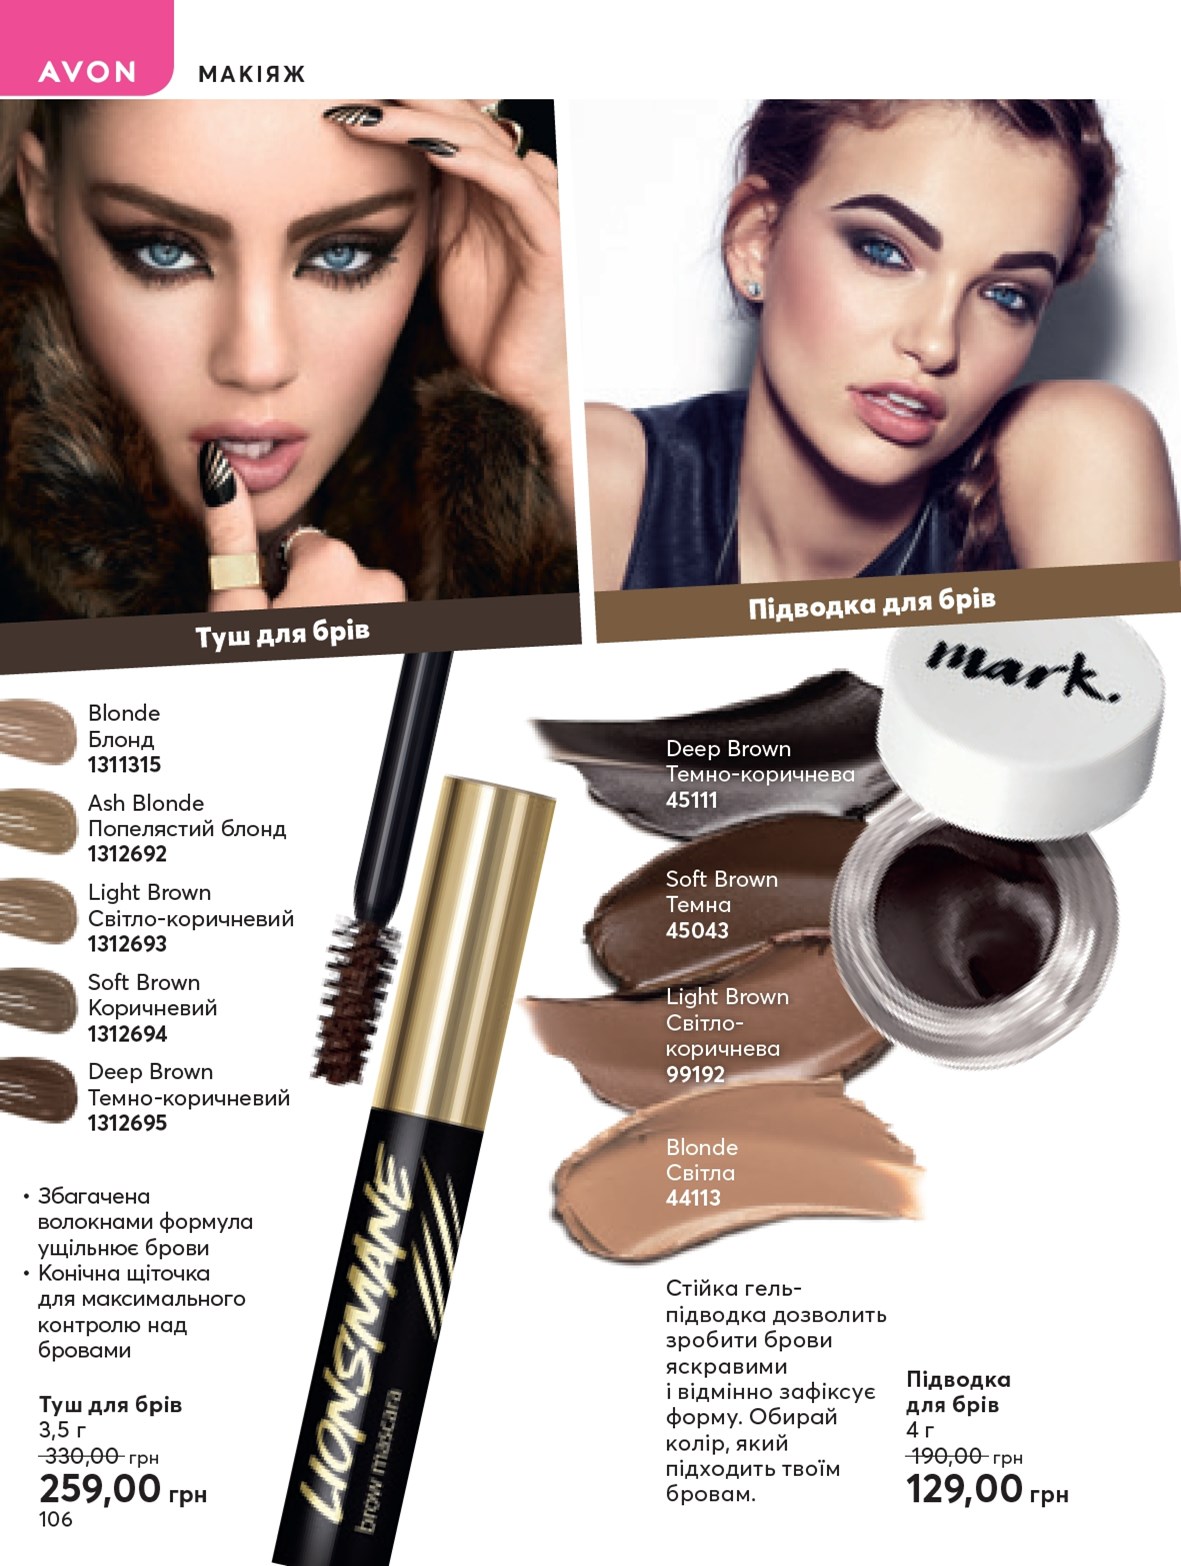 AVON
МАКІЯЖ
Туш для брів
Підводка для брів
Blonde
Блонд
1311315
Ash Blonde
Попелястий блонд
1312692
Light Brown
Світло-коричневий
1312693
Soft Brown
Коричневий
1312694
Deep Brown
Темно-коричневий
1312695
• Збагачена
волокнами формула
ущільнює брови
• Конічна щіточка
для максимального
контролю над
бровами
Туш для брів
3,5 г
330,00 грн
259,00 грн
106
LIONSMANE
brow mascara
mark.
Deep Brown
Темно-коричнева
45111
Soft Brown
Темна
45043
Light Brown
Світло-
коричнева
99192
Blonde
Світла
44113
Стійка гель-
підводка дозволить
зробити брови
яскравими
і відмінно зафіксує
форму. Обирай
колір, який
підходить твоїм
бровам.
Підводка
для брів
4 г
190,00 грн
129,00 грн